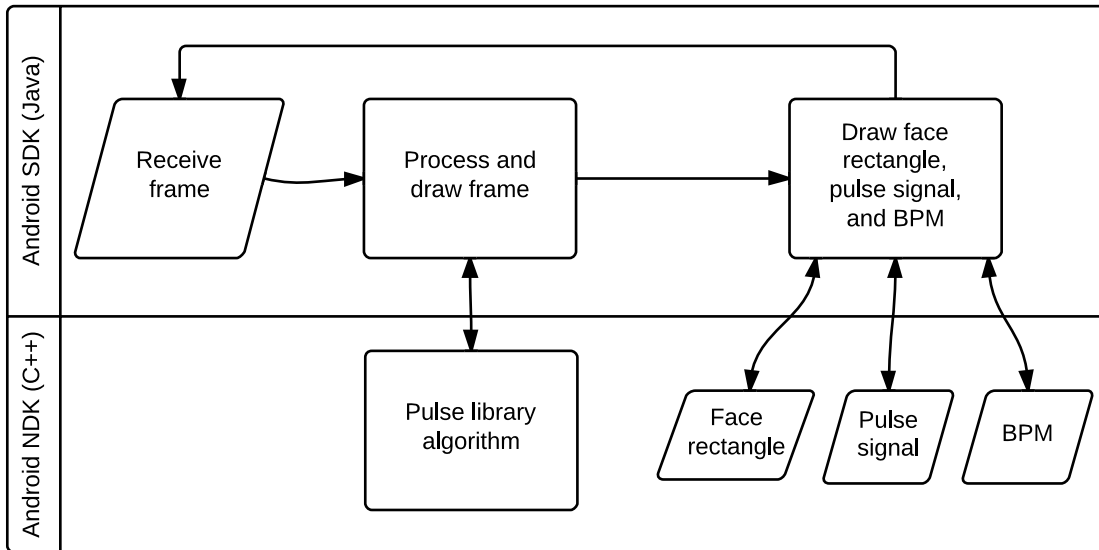 Android SDK (Java)
Receive
frame
Process and
draw frame
Draw face
rectangle,
pulse signal,
and BPM
Android NDK (C++)
Pulse library
algorithm
Face
rectangle
Pulse
signal
BPM